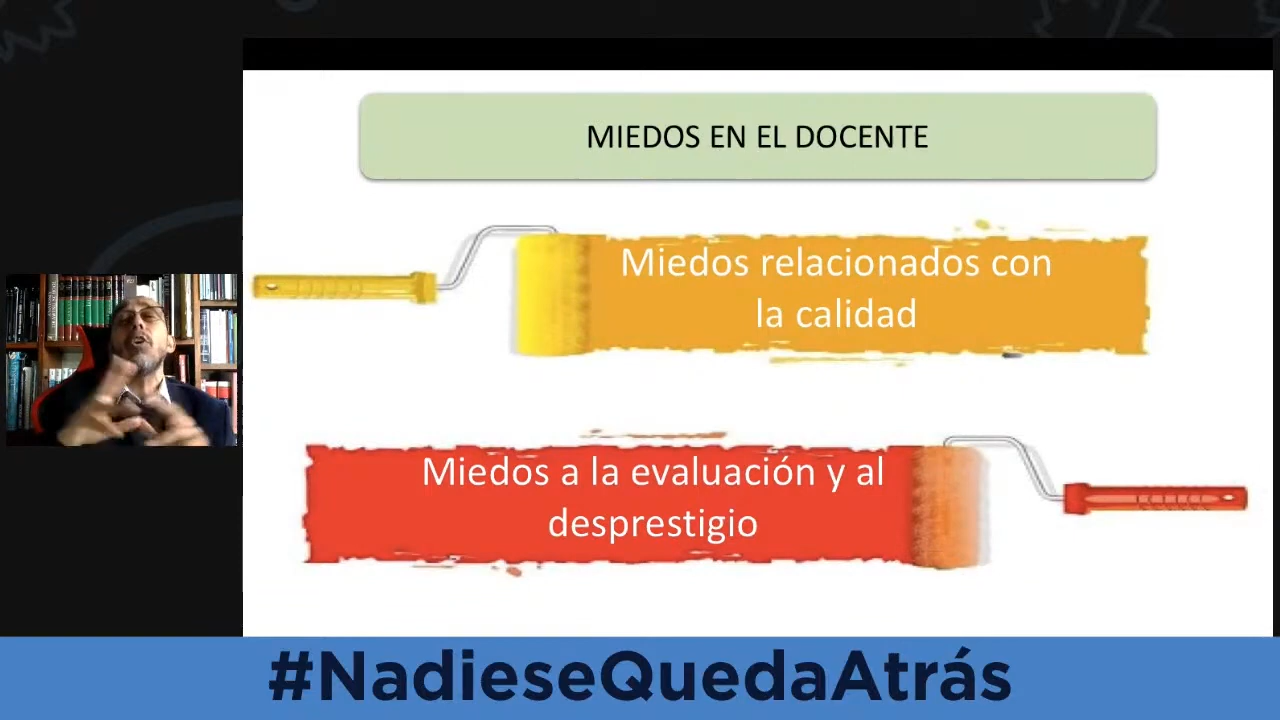 MIEDOS EN EL DOCENTE
Miedos relacionados con
la calidad
Miedos a la evaluación y al
desprestigio
#NadieseQuedaAtrás